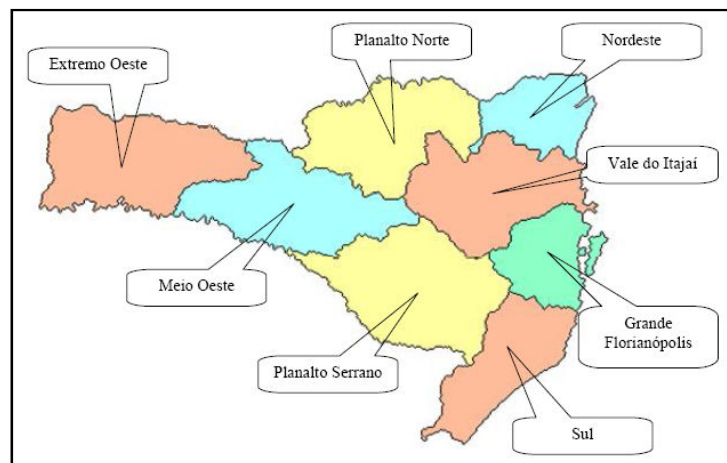 Planalto Norte
Nordeste
Extremo Oeste
Vale do Itajaí
Meio Oeste
Grande
Florianópolis
Planalto Serrano
Sul